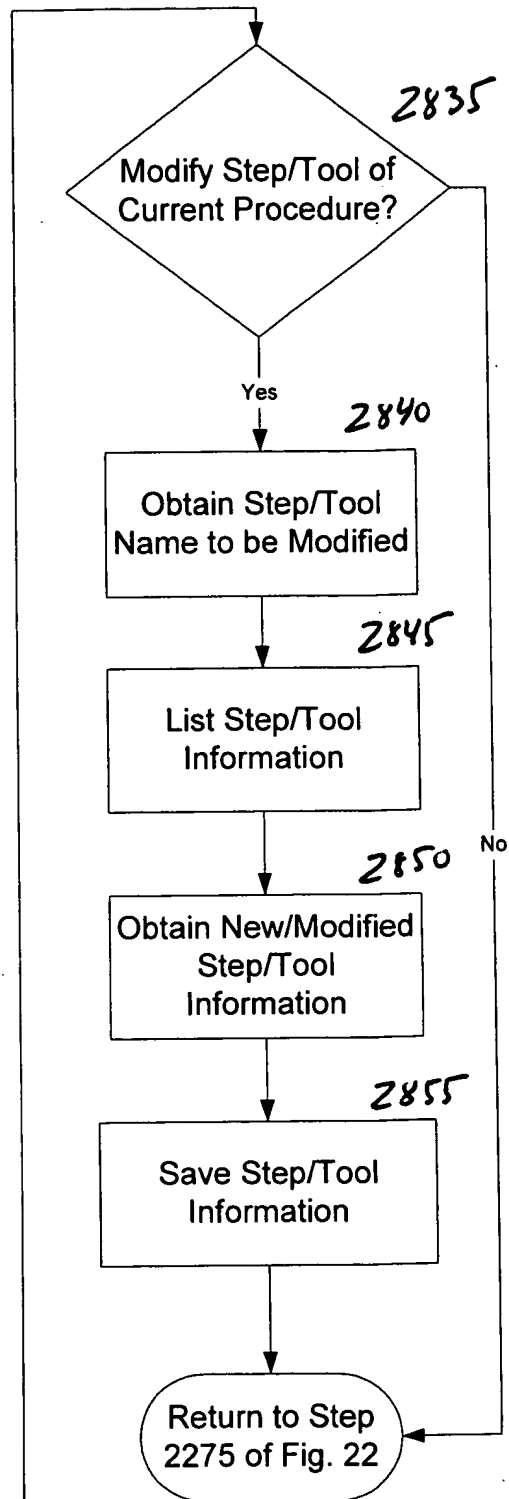 2835
Modify Step/Tool of
Current Procedure?
Yes
2840
Obtain Step/Tool
Name to be Modified
2845
List Step/Tool
Information
No
2850
Obtain New/Modified
Step/Tool
Information
2855
Save Step/Tool
Information
Return to Step
2275 of Fig. 22